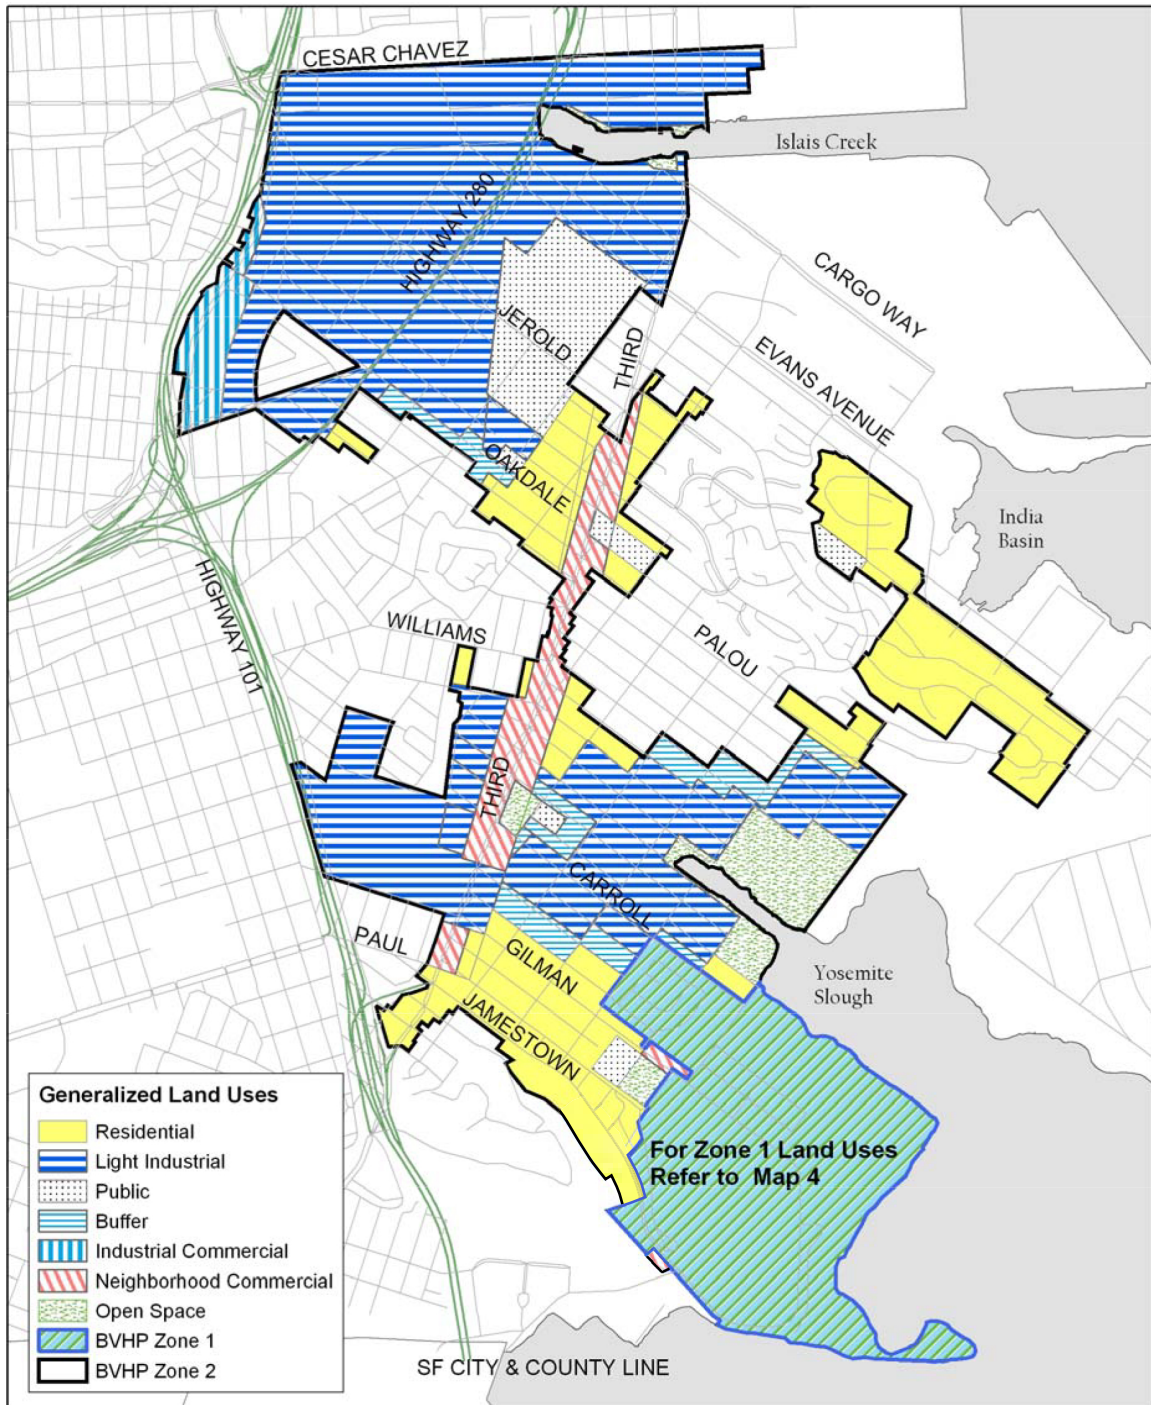 CESAR CHAVEZ
Islais Creek
HIGHWAY 280
CARGO WAY
JEROLD
THIRD
EVANS AVENUE
OAKDALE
India
Basin
HIGHWAY 101
WILLIAMS
PALOU
THIRD
CARROLL
PAUL
GILMAN
Yosemite
Slough
JAMESTOWN
Generalized Land Uses
Residential
Light Industrial
Public
Buffer
Industrial Commercial
Neighborhood Commercial
Open Space
BVHP Zone 1
BVHP Zone 2
For Zone 1 Land Uses
Refer to Map 4
SF CITY & COUNTY LINE